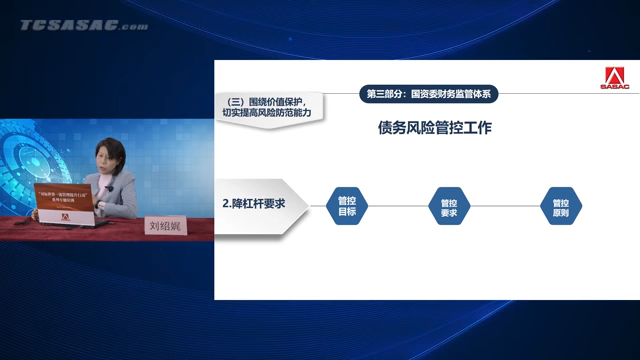 TCSASAC.com
第三部分：国资委财务监管体系
SASAC
（三）围绕价值保护，
切实提高风险防范能力
债务风险管控工作
2.降杠杆要求
管控
目标
管控
要求
管控
原则
刘绍娓